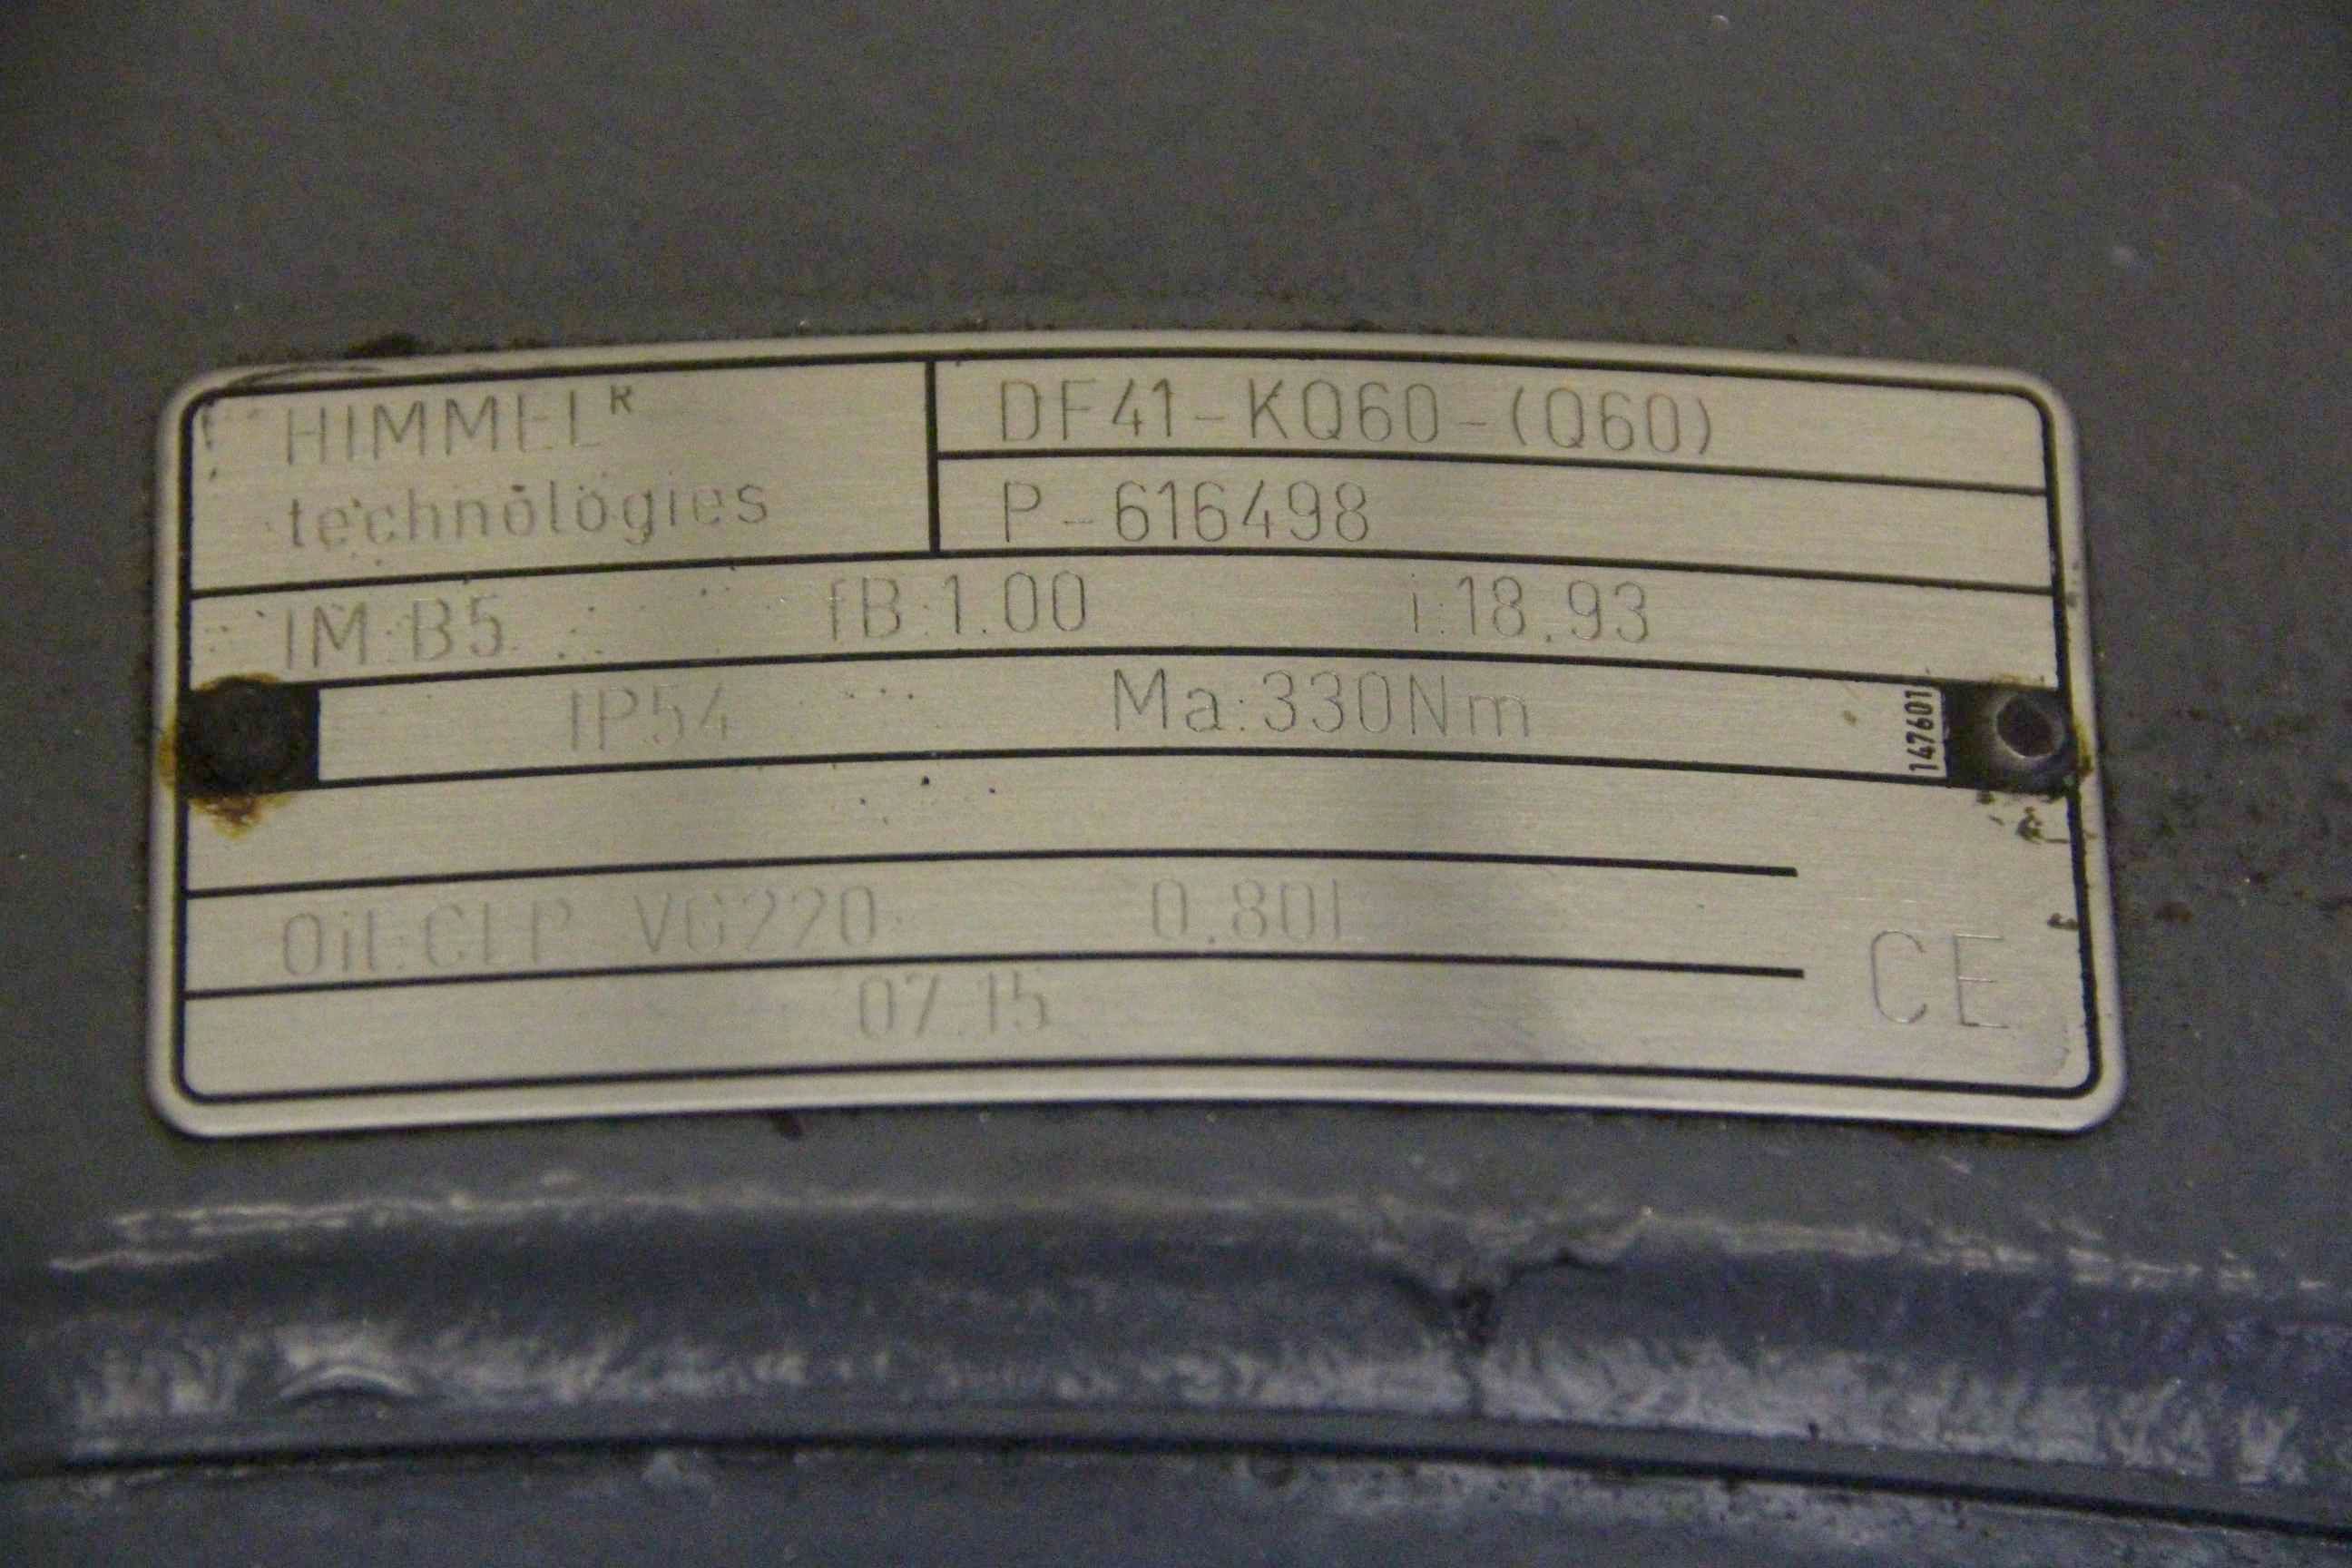 HIMMEL R
technologies
DF41-KQ60-(Q60)
P-616498
IM:B5 fB:1.00 i:18.93
IP54 Ma:330Nm
147601
Oil:CLP VG220 0.80l
07.15
CE